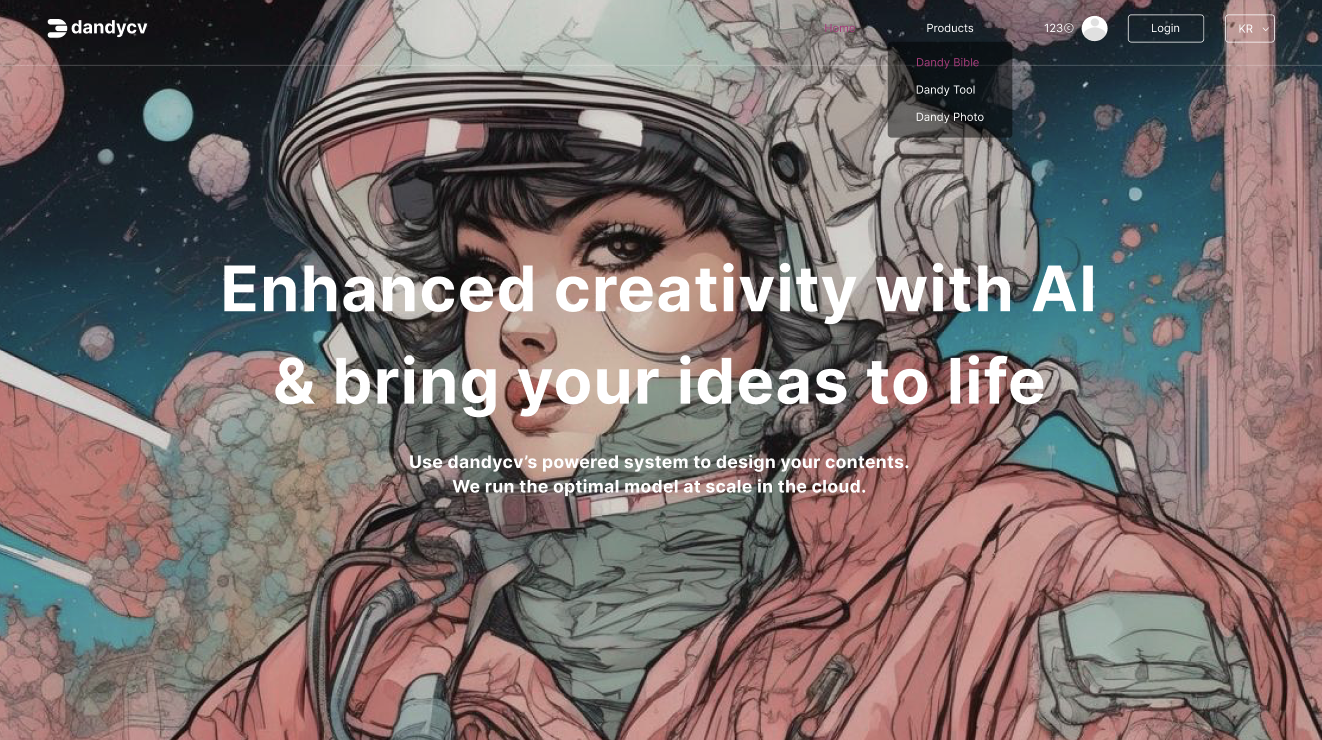 dandycv
Home
Products
123©
Login
KR
Dandy Bible
Dandy Tool
Dandy Photo
Enhanced creativity with AI
& bring your ideas to life
Use dandycv’s powered system to design your contents.
We run the optimal model at scale in the cloud.